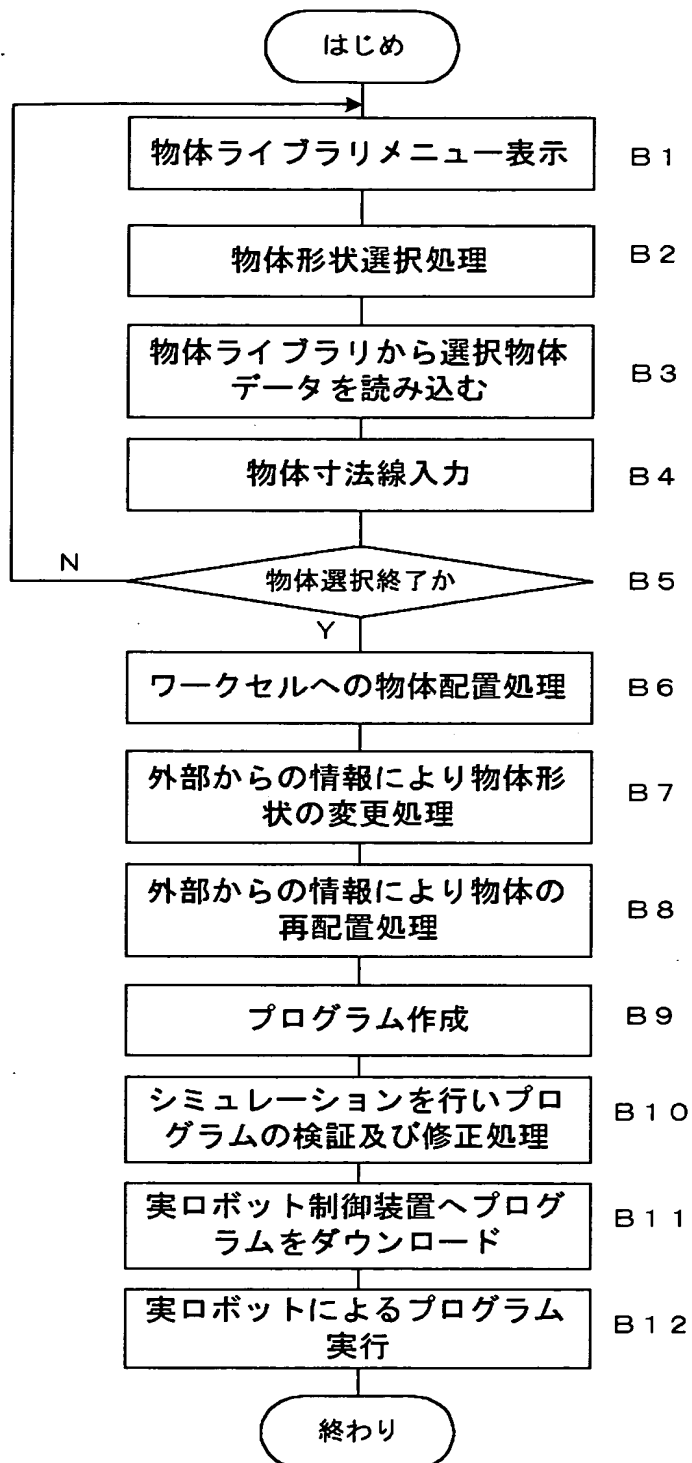 はじめ
物体ライブラリメニュー表示
B1
物体形状選択処理
B2
物体ライブラリから選択物体
データを読み込む
B3
物体寸法線入力
B4
N
物体選択終了か
B5
Y
ワークセルへの物体配置処理
B6
外部からの情報により物体形
状の変更処理
B7
外部からの情報により物体の
再配置処理
B8
プログラム作成
B9
シミュレーションを行いプロ
グラムの検証及び修正処理
B10
実ロボット制御装置へプログ
ラムをダウンロード
B11
実ロボットによるプログラム
実行
B12
終わり